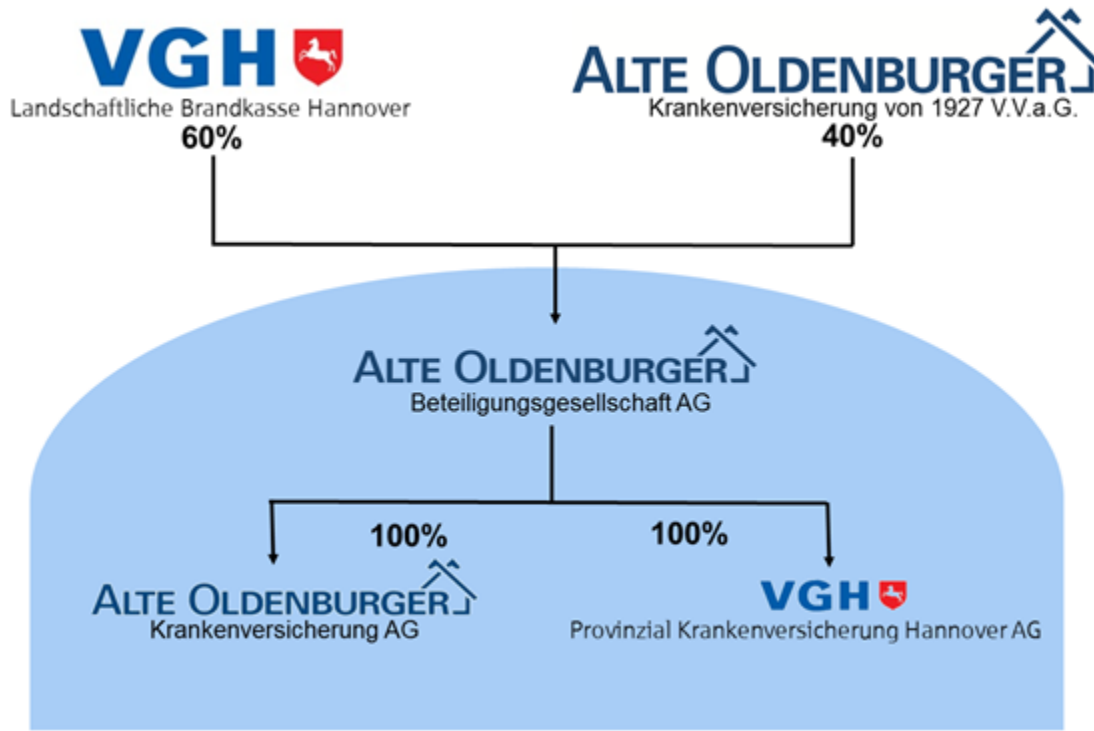 VGH
Landschaftliche Brandkasse Hannover
60%
ALTE OLDENBURGER
Krankenversicherung von 1927 V.V.a.G.
40%
ALTE OLDENBURGER
Beteiligungsgesellschaft AG
100%
100%
ALTE OLDENBURGER
Krankenversicherung AG
VGH
Provinzial Krankenversicherung Hannover AG